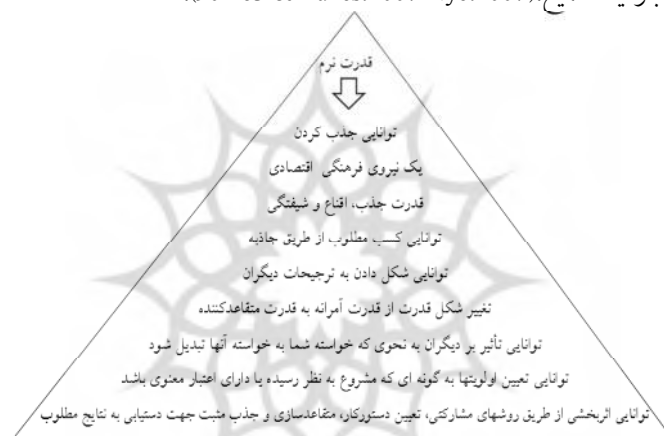 قدرت نرم
توانایی جذب کردن
یک نیروی فرهنگی اقتصادی
قدرت جذب، اقناع و شیفتگی
توانایی کسب مطلوب از طریق جاذبه
توانایی شکل دادن به ترجیحات دیگران
تغییر شکل قدرت از قدرت آمرانه به قدرت متقاعدکننده
توانایی تأثیر بر دیگران به نحوی که خواسته شما به خواسته آنها تبدیل شود
توانایی تعیین اولویتها به گونه ای که مشروع به نظر رسیده یا دارای اعتبار معنوی باشد
توانایی اثربخشی از طریق روشهای مشارکتی، تعیین دستورکار، متقاعدسازی و جذب مثبت جهت دستیابی به نتایج مطلوب